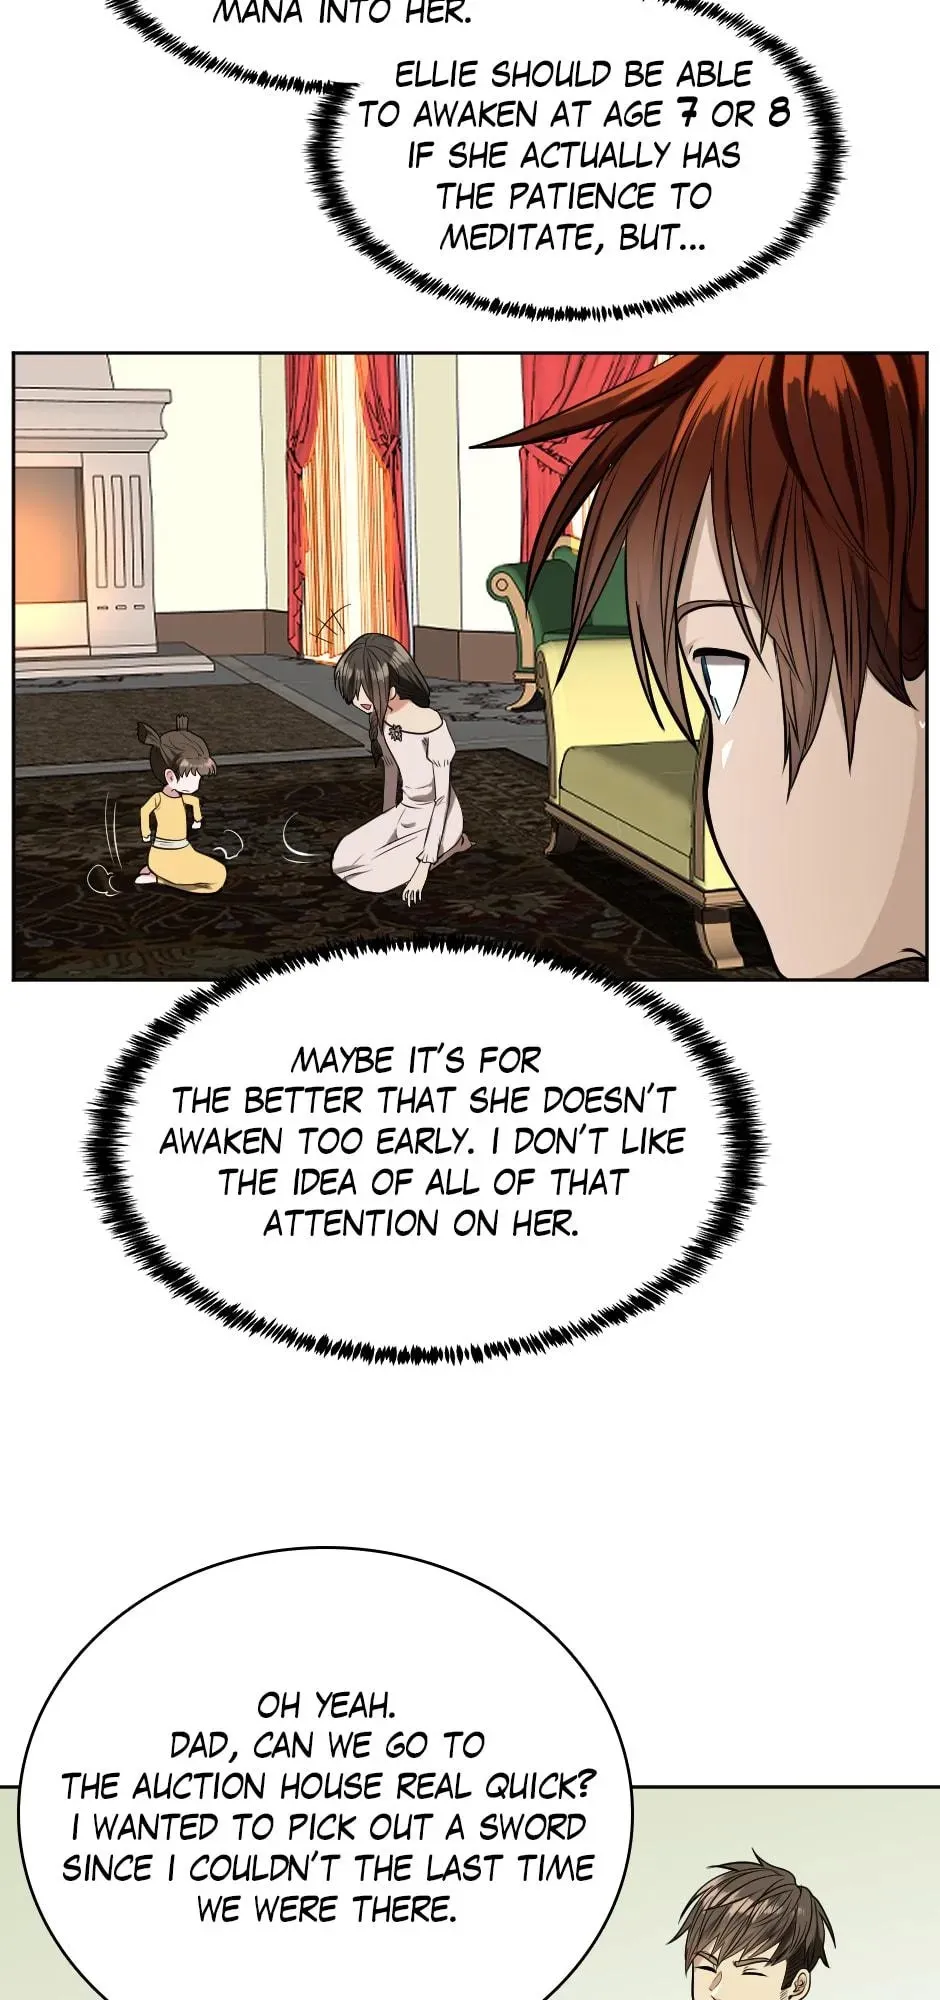 MANA INTO HER.
ELLIE SHOULD BE ABLE
TO AWAKEN AT AGE 7 OR 8
IF SHE ACTUALLY HAS
THE PATIENCE TO
MEDITATE, BUT...
MAYBE IT'S FOR
THE BETTER THAT SHE DOESN'T
AWAKEN TOO EARLY. I DON'T LIKE
THE IDEA OF ALL OF THAT
ATTENTION ON HER.
OH YEAH.
DAD, CAN WE GO TO
THE AUCTION HOUSE REAL QUICK?
I WANTED TO PICK OUT A SWORD
SINCE I COULDN'T THE LAST TIME
WE WERE THERE.